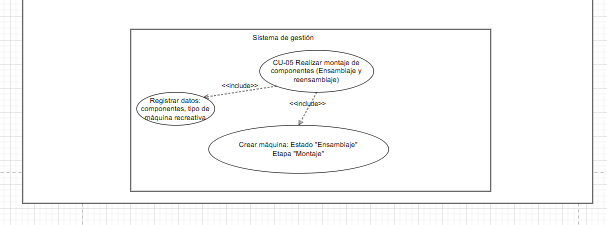 Sistema de gestión
CU-05 Realizar montaje de
componentes (Ensamblaje y
reensamblaje)
<<include>>
<<include>>
Registrar datos:
componentes, tipo de
máquina recreativa
Crear máquina: Estado "Ensamblaje"
Etapa "Montaje"